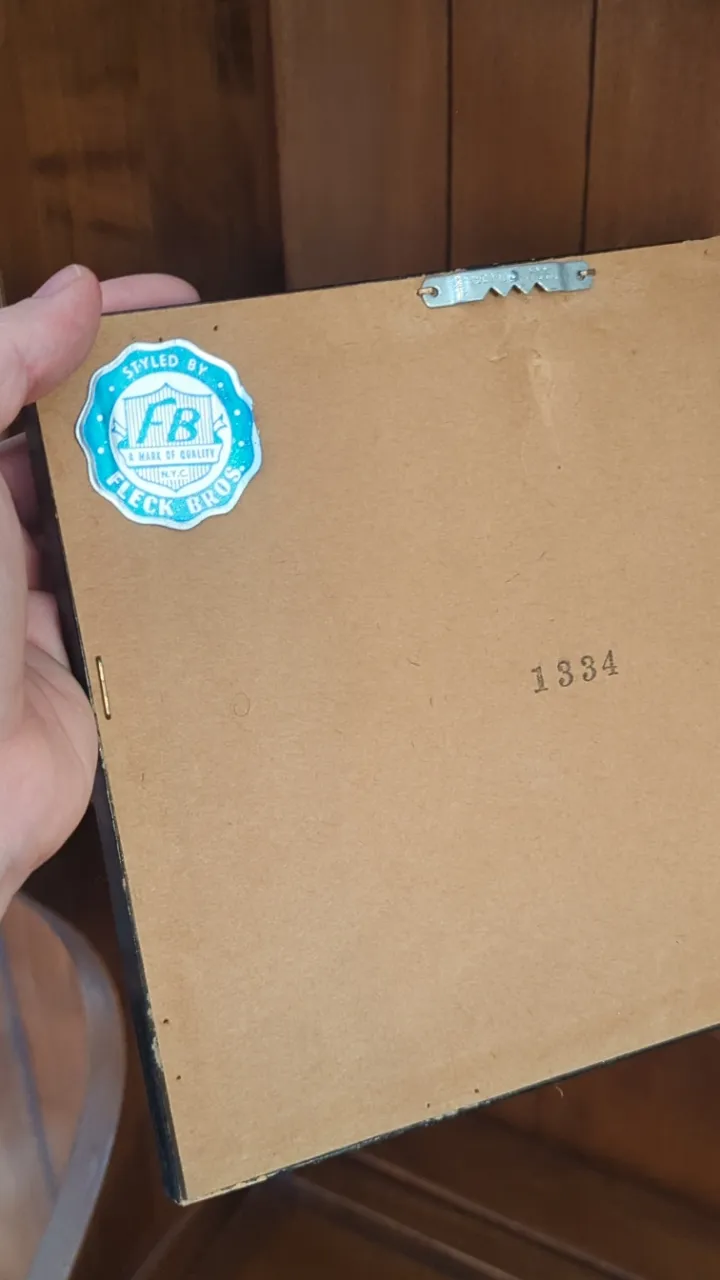 STYLED BY
FB
A MARK OF QUALITY
N.Y.C.
FLECK BROS.
1334